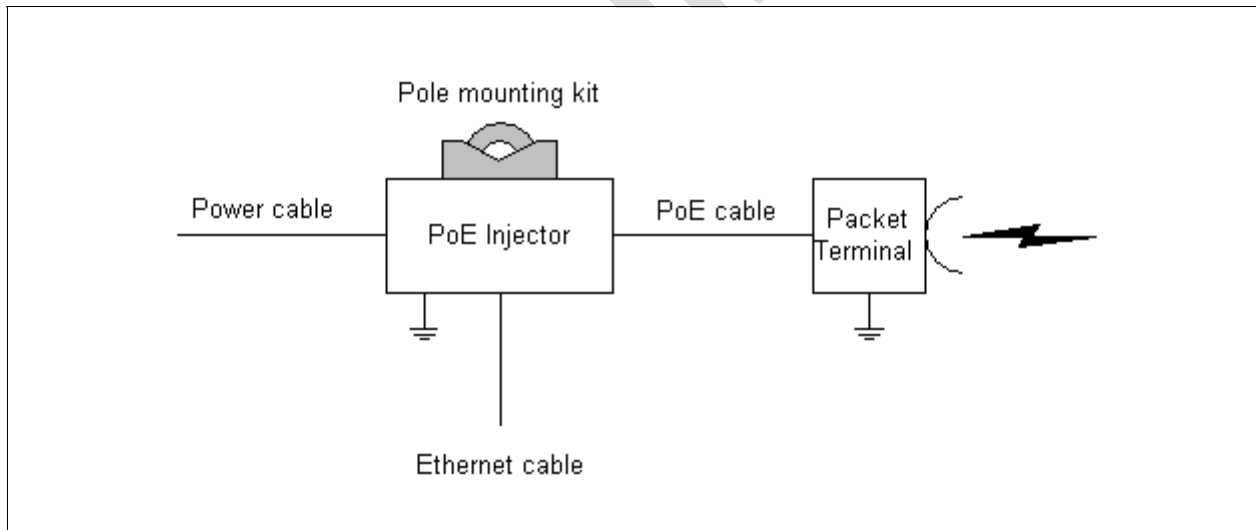 Pole mounting kit
Power cable
PoE Injector
PoE cable
Packet
Terminal
Ethernet cable